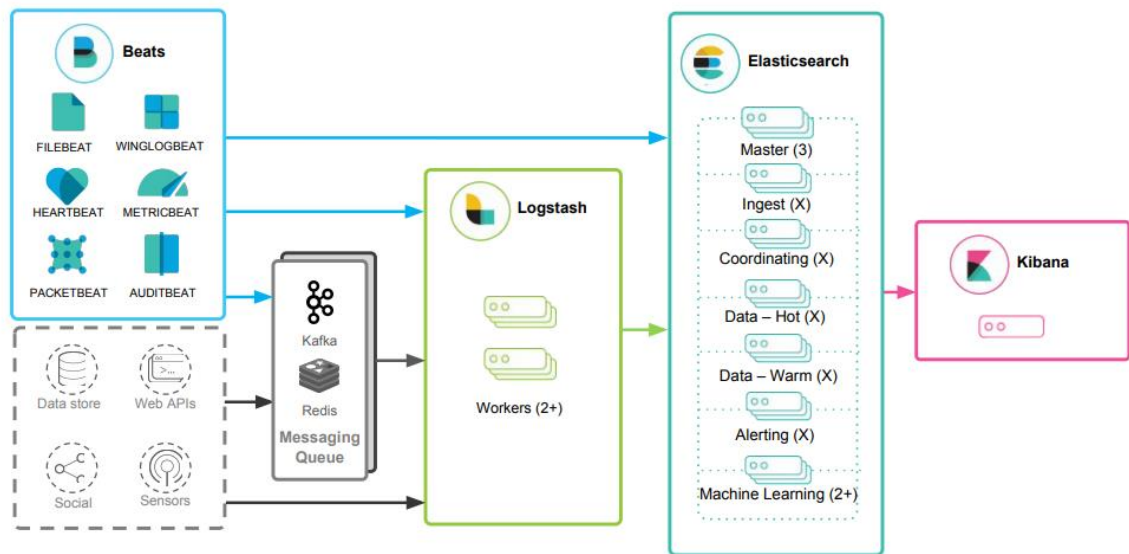 Beats
FILEBEAT
WINGLOGBEAT
HEARTBEAT
METRICBEAT
PACKETBEAT
AUDITBEAT
Data store
Web APIs
Social
Sensors
Kafka
Redis
Messaging
Queue
Logstash
Workers (2+)
Elasticsearch
Master (3)
Ingest (X)
Coordinating (X)
Data – Hot (X)
Data – Warm (X)
Alerting (X)
Machine Learning (2+)
Kibana